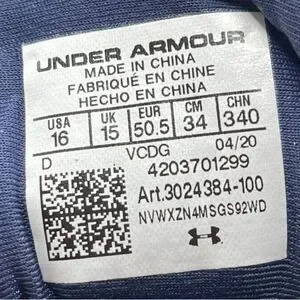 UNDER ARMOUR
MADE IN CHINA
FABRIQUÉ EN CHINE
HECHO EN CHINA
USA UK EUR CM CHN
16 15 50.5 34 340
D VCDG 04/20
4203701299
Art.3024384-100
NVWXZN4MSGS92WD